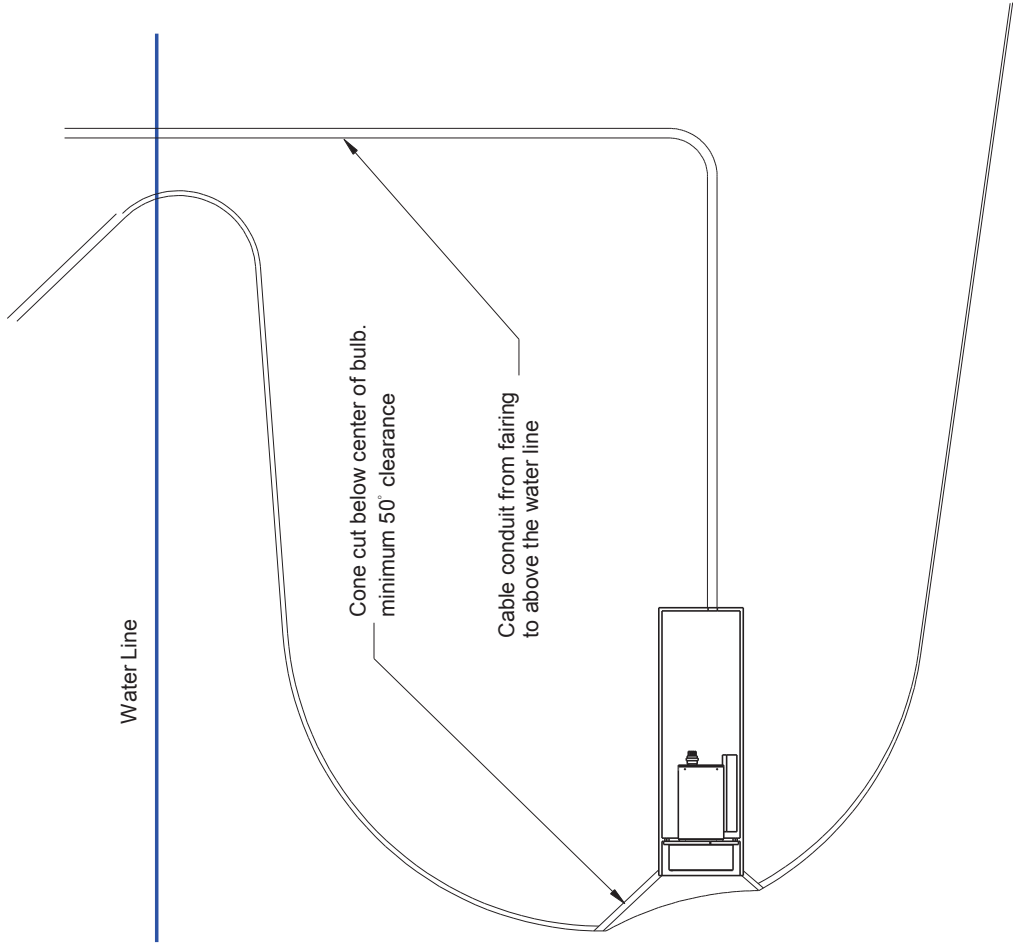 Water Line
Cone cut below center of bulb.
minimum 50° clearance
Cable conduit from fairing
to above the water line